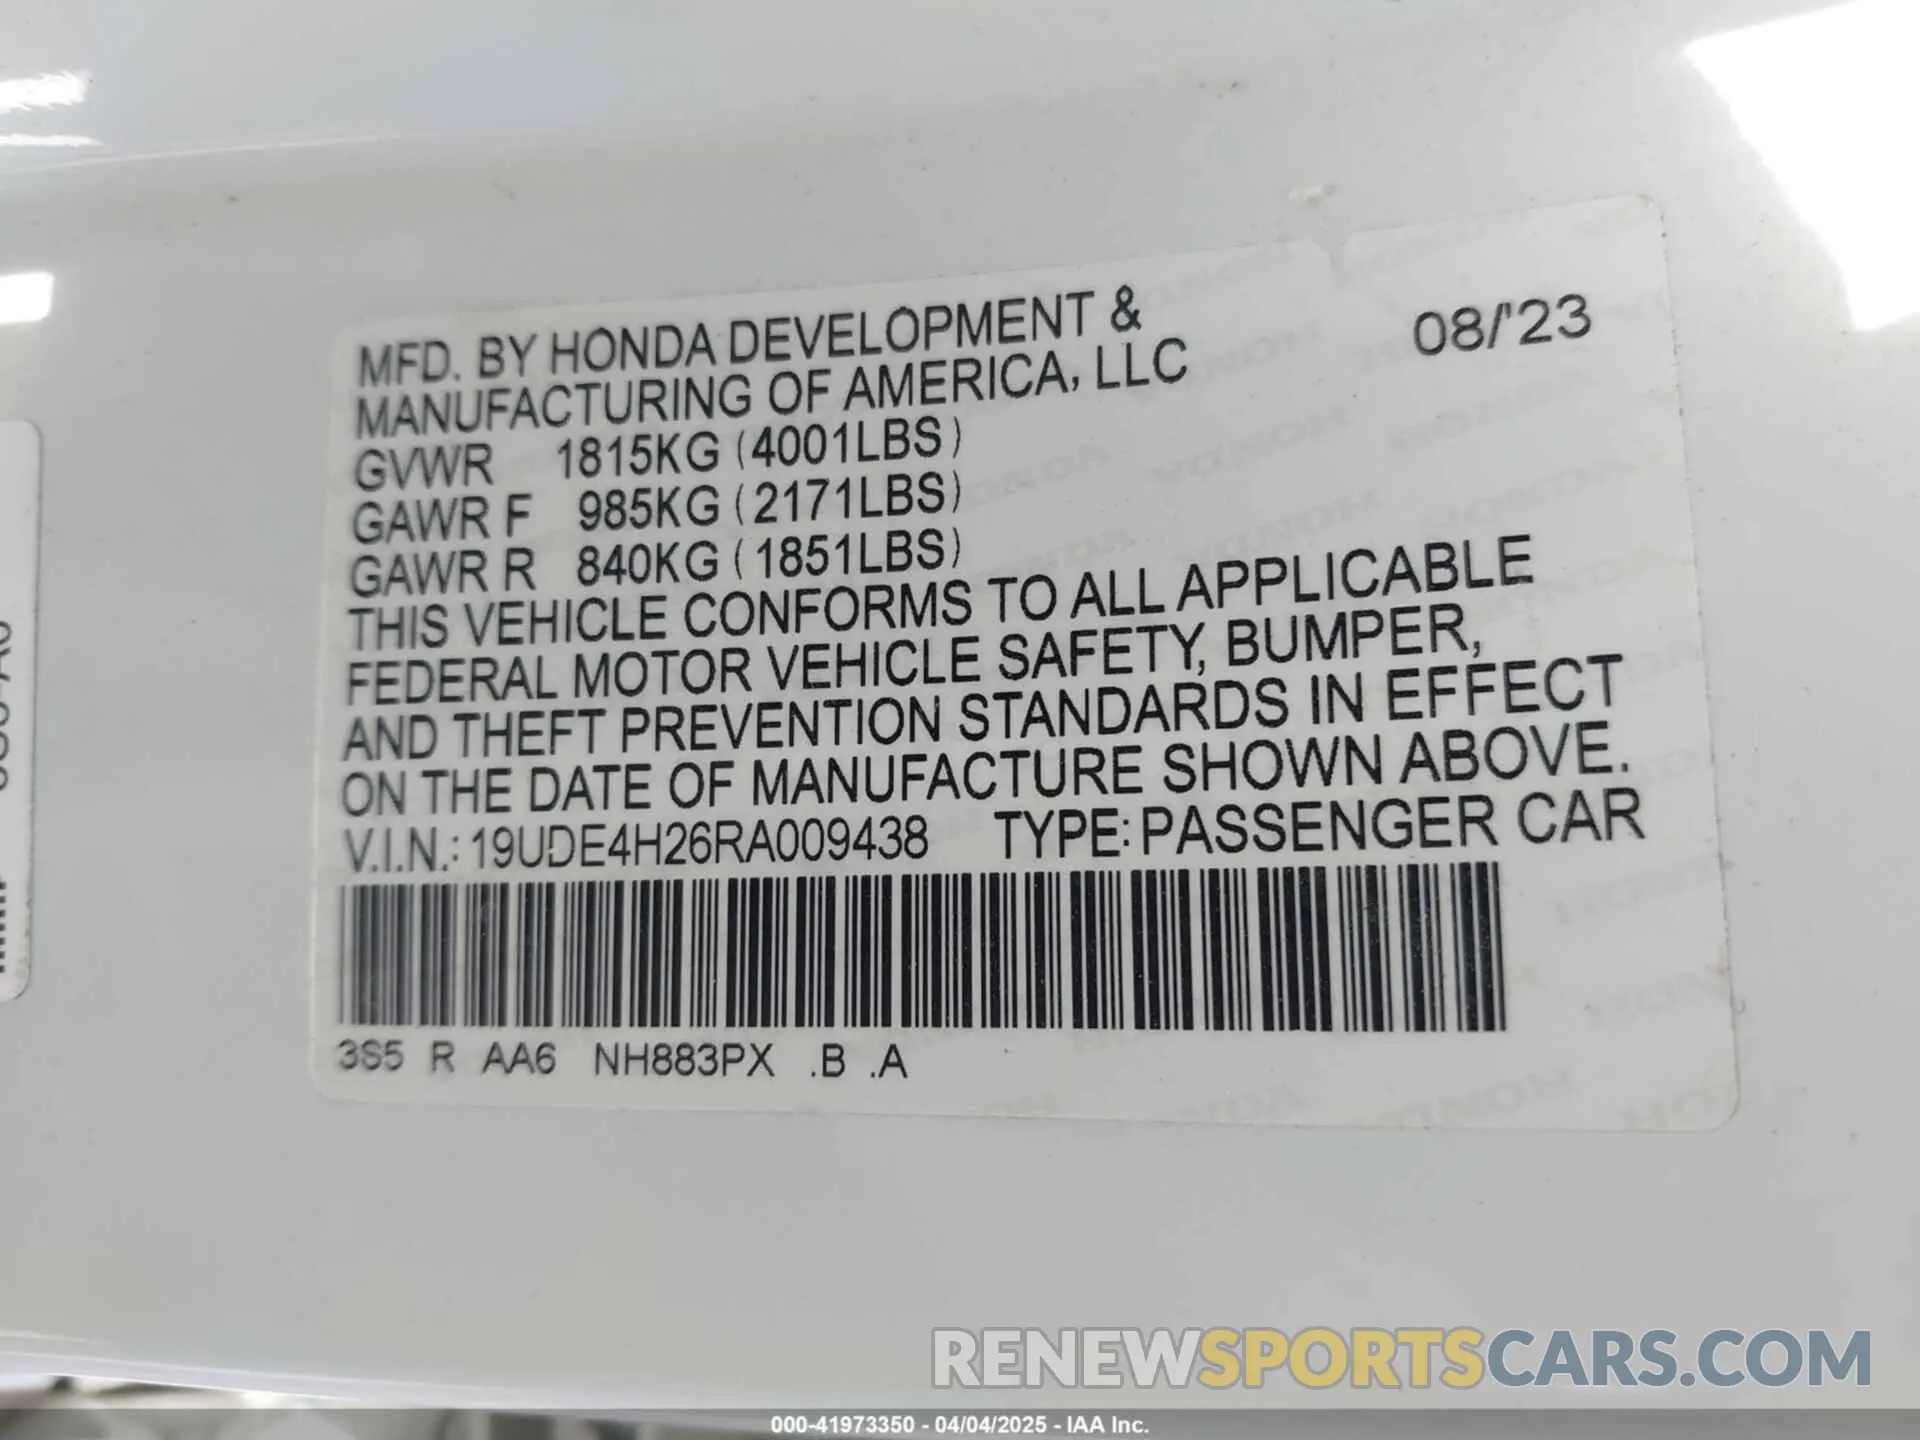 MFD. BY HONDA DEVELOPMENT &
MANUFACTURING OF AMERICA, LLC
08/'23
GVWR 1815KG (4001LBS)
GAWR F 985KG (2171LBS)
GAWR R 840KG (1851LBS)
THIS VEHICLE CONFORMS TO ALL APPLICABLE
FEDERAL MOTOR VEHICLE SAFETY, BUMPER,
AND THEFT PREVENTION STANDARDS IN EFFECT
ON THE DATE OF MANUFACTURE SHOWN ABOVE.
V.I.N.: 19UDE4H26RA009438 TYPE: PASSENGER CAR
3S5 R AA6 NH883PX .B .A
RENEWSPORTSCARS.COM
000-41973350 - 04/04/2025 - IAA Inc.